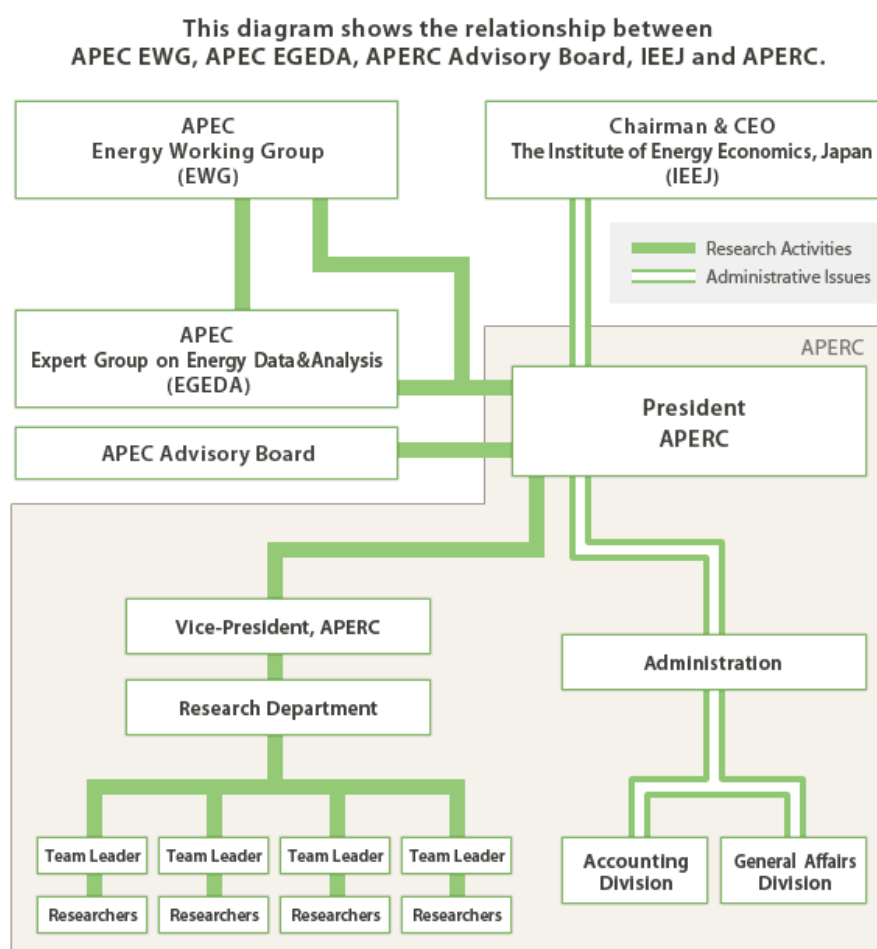 This diagram shows the relationship between
APEC EWG, APEC EGEDA, APERC Advisory Board, IEEJ and APERC.
APEC
Energy Working Group
(EWG)
Chairman & CEO
The Institute of Energy Economics, Japan
(IEEJ)
Research Activities
Administrative Issues
APEC
Expert Group on Energy Data&Analysis
(EGEDA)
APERC
President
APERC
APEC Advisory Board
Vice-President, APERC
Administration
Research Department
Team Leader
Team Leader
Team Leader
Team Leader
Researchers
Researchers
Researchers
Researchers
Accounting
Division
General Affairs
Division